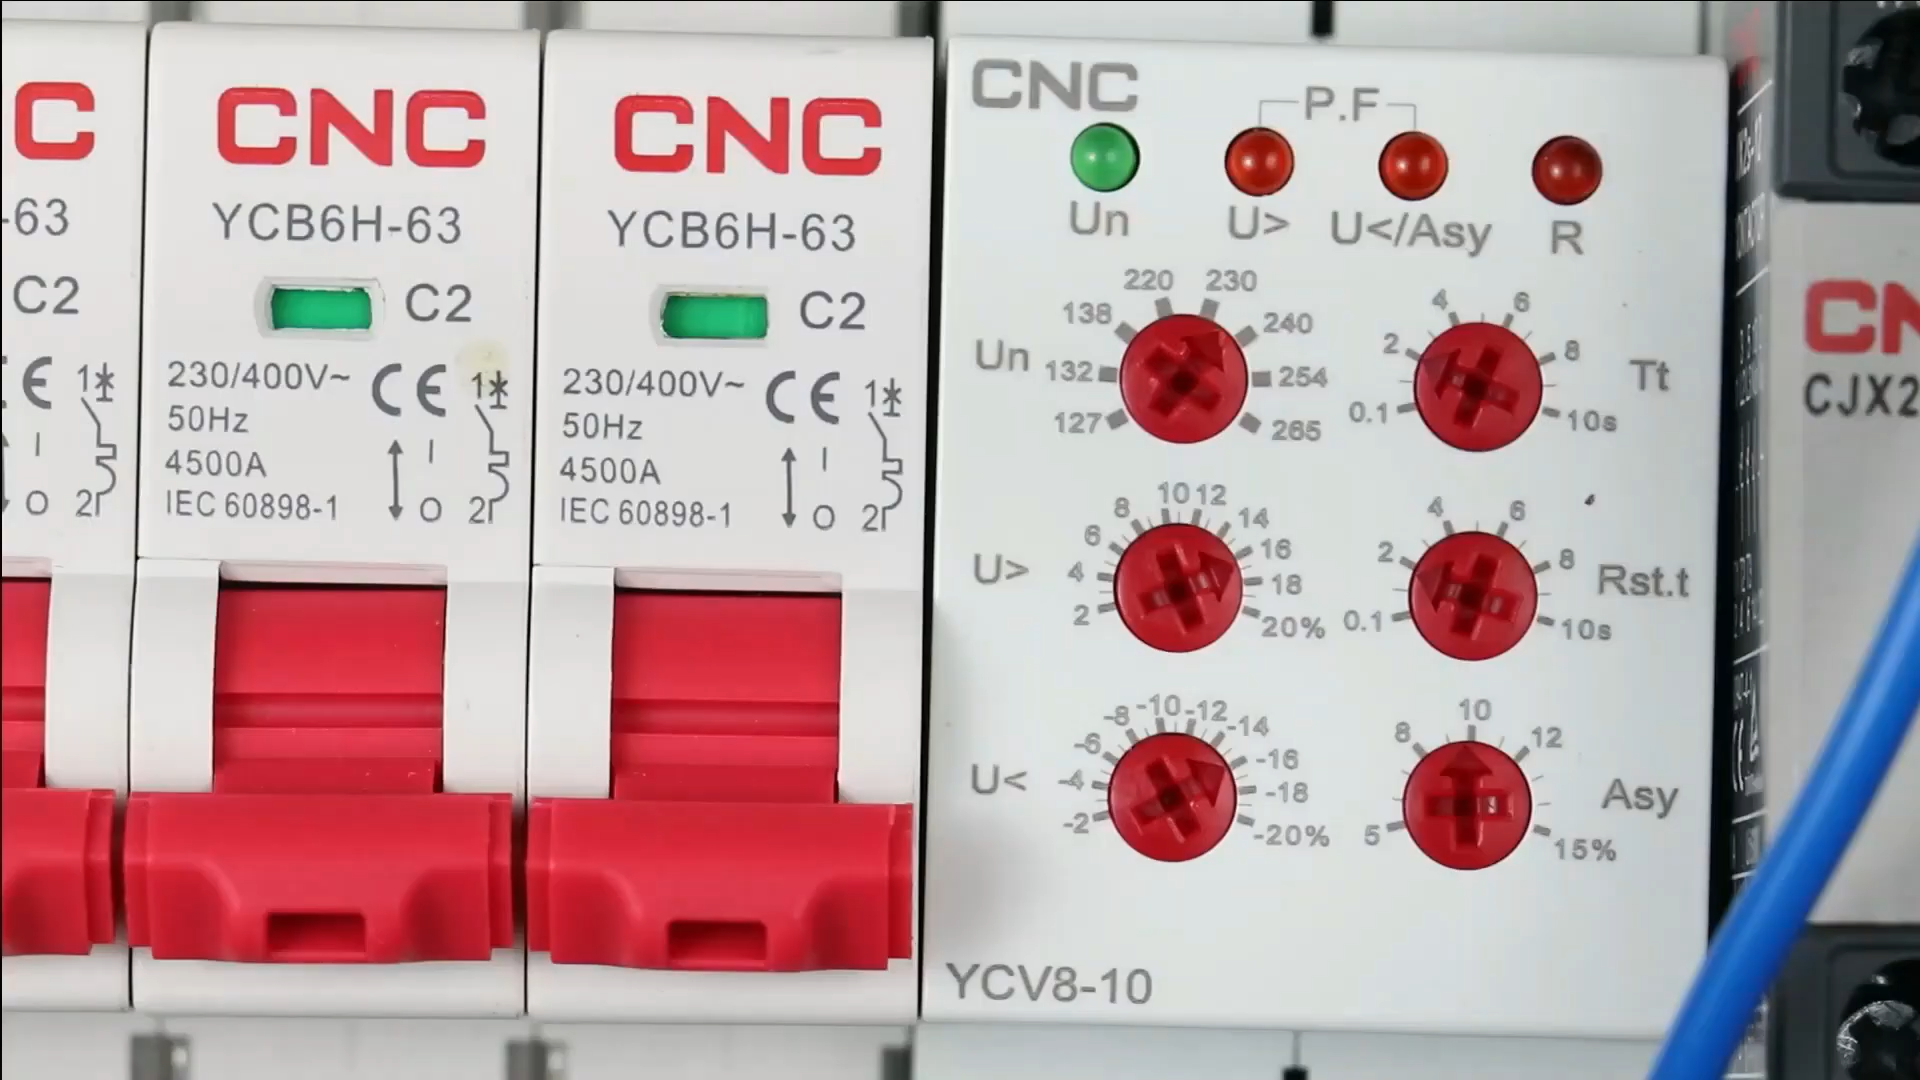 C
-63
C2
CE 1
I
O 2
CNC
YCB6H-63
C2
230/400V~ CE 1
50Hz
4500A I
IEC 60898-1 O 2
CNC
YCB6H-63
C2
230/400V~ CE 1
50Hz
4500A I
IEC 60898-1 O 2
CNC P.F
Un U> U</Asy R
Un
127 132 138 220 230 240 254 265
Tt
0.1 2 4 6 8 10s
U>
2 4 6 8 10 12 14 16 18 20%
Rst.t
0.1 2 4 6 8 10s
U<
-2 -4 -6 -8 -10 -12 -14 -16 -18 -20%
Asy
5 8 10 12 15%
YCV8-10
CN
CJX2